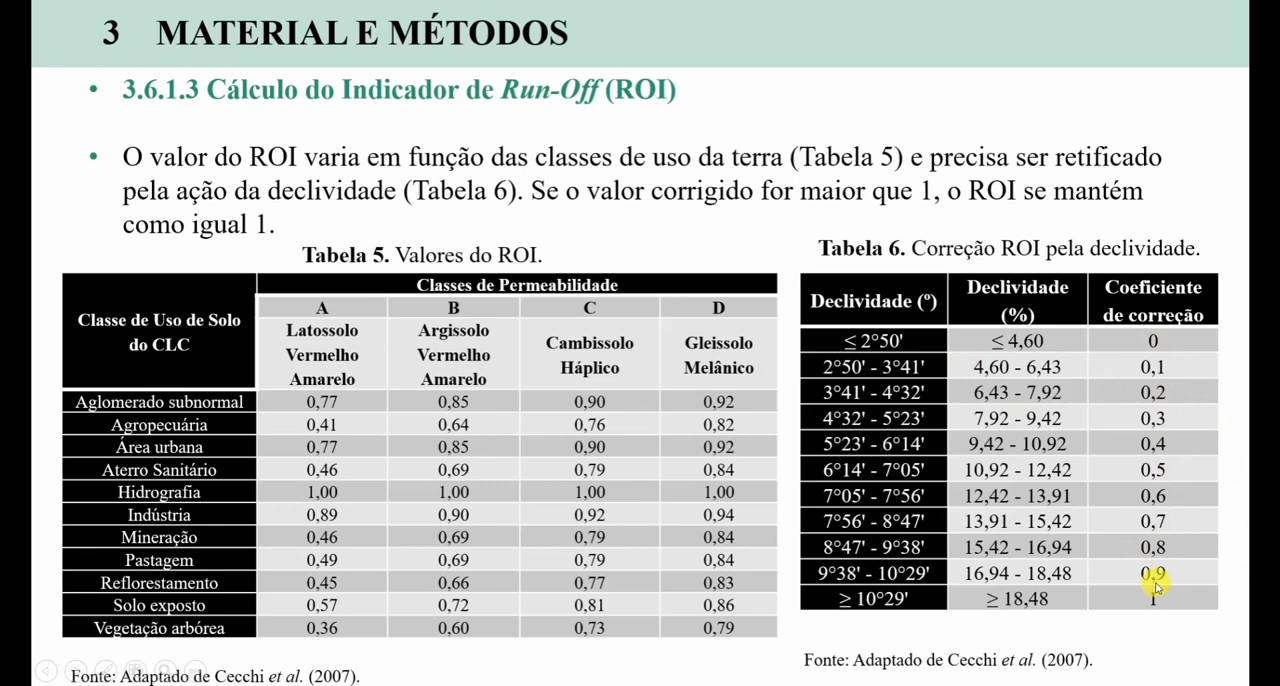 3 MATERIAL E MÉTODOS
• 3.6.1.3 Cálculo do Indicador de Run-Off (ROI)
• O valor do ROI varia em função das classes de uso da terra (Tabela 5) e precisa ser retificado
pela ação da declividade (Tabela 6). Se o valor corrigido for maior que 1, o ROI se mantém
como igual 1.
Tabela 5. Valores do ROI.
Classe de Uso de Solo
do CLC
Classes de Permeabilidade
A B C D
Latossolo
Vermelho
Amarelo
Argissolo
Vermelho
Amarelo
Cambissolo
Háplico
Gleissolo
Melânico
Aglomerado subnormal 0,77 0,85 0,90 0,92
Agropecuária 0,41 0,64 0,76 0,82
Área urbana 0,77 0,85 0,90 0,92
Aterro Sanitário 0,46 0,69 0,79 0,84
Hidrografia 1,00 1,00 1,00 1,00
Indústria 0,89 0,90 0,92 0,94
Mineração 0,46 0,69 0,79 0,84
Pastagem 0,49 0,69 0,79 0,84
Reflorestamento 0,45 0,66 0,77 0,83
Solo exposto 0,57 0,72 0,81 0,86
Vegetação arbórea 0,36 0,60 0,73 0,79
Fonte: Adaptado de Cecchi et al. (2007).
Tabela 6. Correção ROI pela declividade.
Declividade (º)
Declividade
(%)
Coeficiente
de correção
≤ 2°50' ≤ 4,60 0
2°50' - 3°41' 4,60 - 6,43 0,1
3°41' - 4°32' 6,43 - 7,92 0,2
4°32' - 5°23' 7,92 - 9,42 0,3
5°23' - 6°14' 9,42 - 10,92 0,4
6°14' - 7°05' 10,92 - 12,42 0,5
7°05' - 7°56' 12,42 - 13,91 0,6
7°56' - 8°47' 13,91 - 15,42 0,7
8°47' - 9°38' 15,42 - 16,94 0,8
9°38' - 10°29' 16,94 - 18,48 0,9
≥ 10°29' ≥ 18,48 1
Fonte: Adaptado de Cecchi et al. (2007).